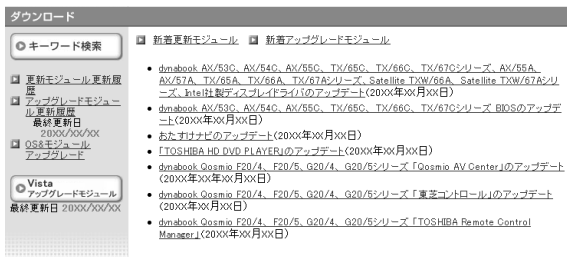 ダウンロード
キーワード検索
更新モジュール更新履
歴
アップグレードモジュー
ル更新履歴
最終更新日
20XX/XX/XX
OS&モジュール
アップグレード
Vista
アップグレードモジュール
最終更新日 20XX/XX/XX
新着更新モジュール 新着アップグレードモジュール
dynabook AX/53C、AX/54C、AX/55C、TX/65C、TX/66C、TX/67Cシリーズ、AX/55A、
AX/57A、TX/65A、TX/66A、TX/67Aシリーズ、Satellite TXW/66A、Satellite TXW/67Aシリ
ーズ、Intel社製ディスプレイドライバのアップデート(20XX年XX月XX日)
dynabook AX/53C、AX/54C、AX/55C、TX/65C、TX/66C、TX/67Cシリーズ BIOSのアップデ
ート(20XX年XX月XX日)
おたすけナビのアップデート(20XX年XX月XX日)
「TOSHIBA HD DVD PLAYER」のアップデート(20XX年XX月XX日)
dynabook Qosmio F20/4、F20/5、G20/4、G20/5シリーズ「Qosmio AV Center」のアップデート
(20XX年XX年XX月XX日)
dynabook Qosmio F20/4、F20/5、G20/4、G20/5シリーズ「東芝コントロール」のアップデート
(20XX年XX月XX日)
dynabook Qosmio F20/4、F20/5、G20/4、G20/5シリーズ「TOSHIBA Remote Control
Manager」(20XX年XX月XX日)